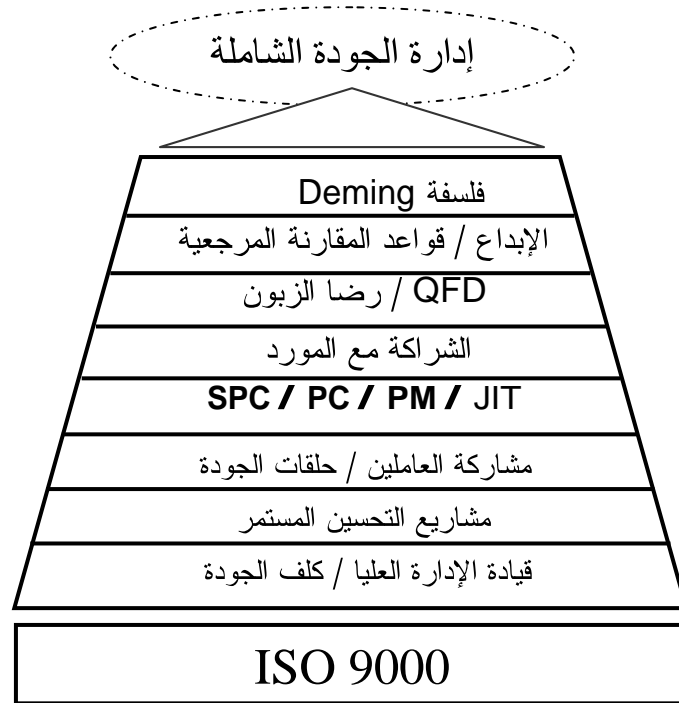 إدارة الجودة الشاملة
فلسفة Deming
الإبداع / قواعد المقارنة المرجعية
QFD / رضا الزبون
الشراكة مع المورد
SPC / PC / PM / JIT
مشاركة العاملين / حلقات الجودة
مشاريع التحسين المستمر
قيادة الإدارة العليا / كلف الجودة
ISO 9000